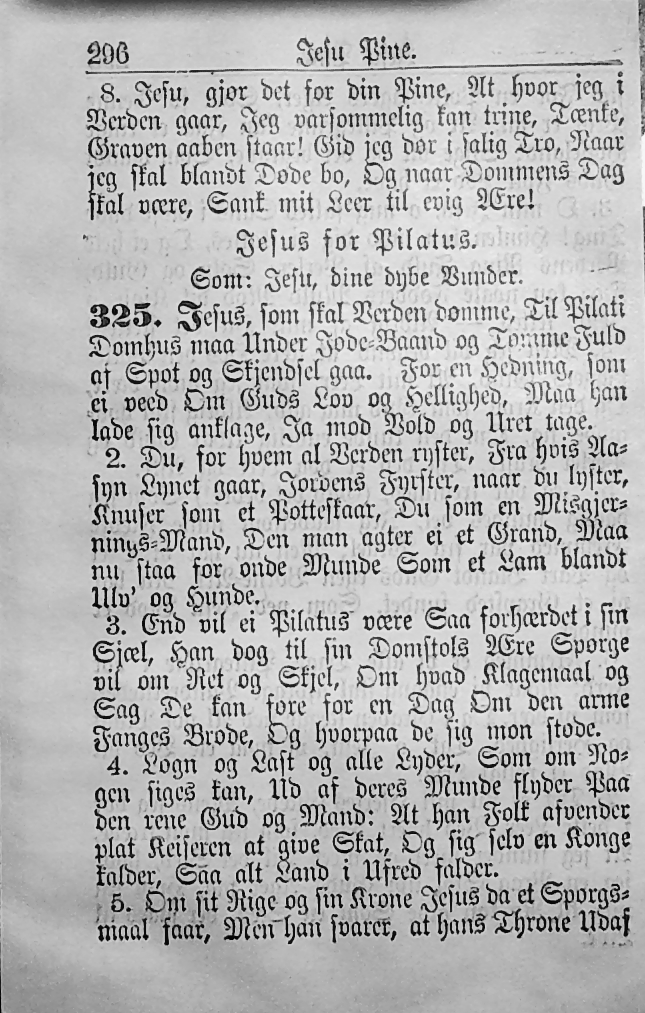 296 Jesu Pine.
8. Jesu, gjør det for din Pine, At hvor jeg i
Verden gaar, Jeg varsommelig kan trine, Tænke,
Graven aaben staar! Gid jeg døer i salig Tro, Naar
jeg skal blandt Døde bo, Og naar Dommens Dag
skal være, Sank mit Leer til evig Ære!
Jesus for Pilatus.
Som: Jesu, dine dybe Vunder.
325. Jesus, som skal Verden dømme, Til Pilati
Domhus maa Under Jøde-Baand og Tømme Fuld
af Spot og Skjendsel gaa. For en Hedning, som
ei veed Om Guds Lov og Hellighed, Maa han
lade sig anklage, Ja mod Vold og Uret tage.
2. Du, for hvem al Verden ryster, Fra hvis Aa-
syn Lynet gaar, Jordens Fyrster, naar du lyster,
Knuser som et Potteskaar, Du som en Misgjer-
nings-Mand, Den man agter ei et Grand, Maa
nu staa for onde Munde Som et Lam blandt
Ulv' og Hunde.
3. End vil ei Pilatus være Saa forhærdet i sin
Sjæl, Han dog til sin Domstols Ære Spørge
vil om Ret og Skjel, Om hvad Klagemaal og
Sag De kan føre for en Dag Om den arme
Fanges Brøde, Og hvorpaa de sig mon støde.
4. Løgn og Last og alle Lyder, Som om No-
gen siges kan, Ud af deres Munde flyder Paa
den rene Gud og Mand: At han Folk afvender
plat Keiseren at give Skat, Og sig selv en Konge
kalder, Saa alt Land i Ufred falder.
5. Om sit Rige og sin Krone Jesus da et Spørgs-
maal faar, Men han svarer, at hans Throne Udaf